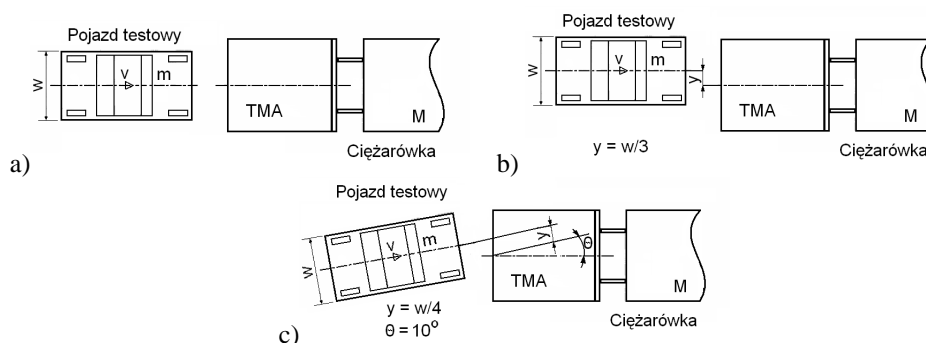 Pojazd testowy
w
v
m
TMA
M
Ciężarówka
a)
Pojazd testowy
w
v
m
y
TMA
M
y = w/3
Ciężarówka
b)
Pojazd testowy
w
v
m
y
θ
TMA
M
y = w/4
θ = 10°
Ciężarówka
c)